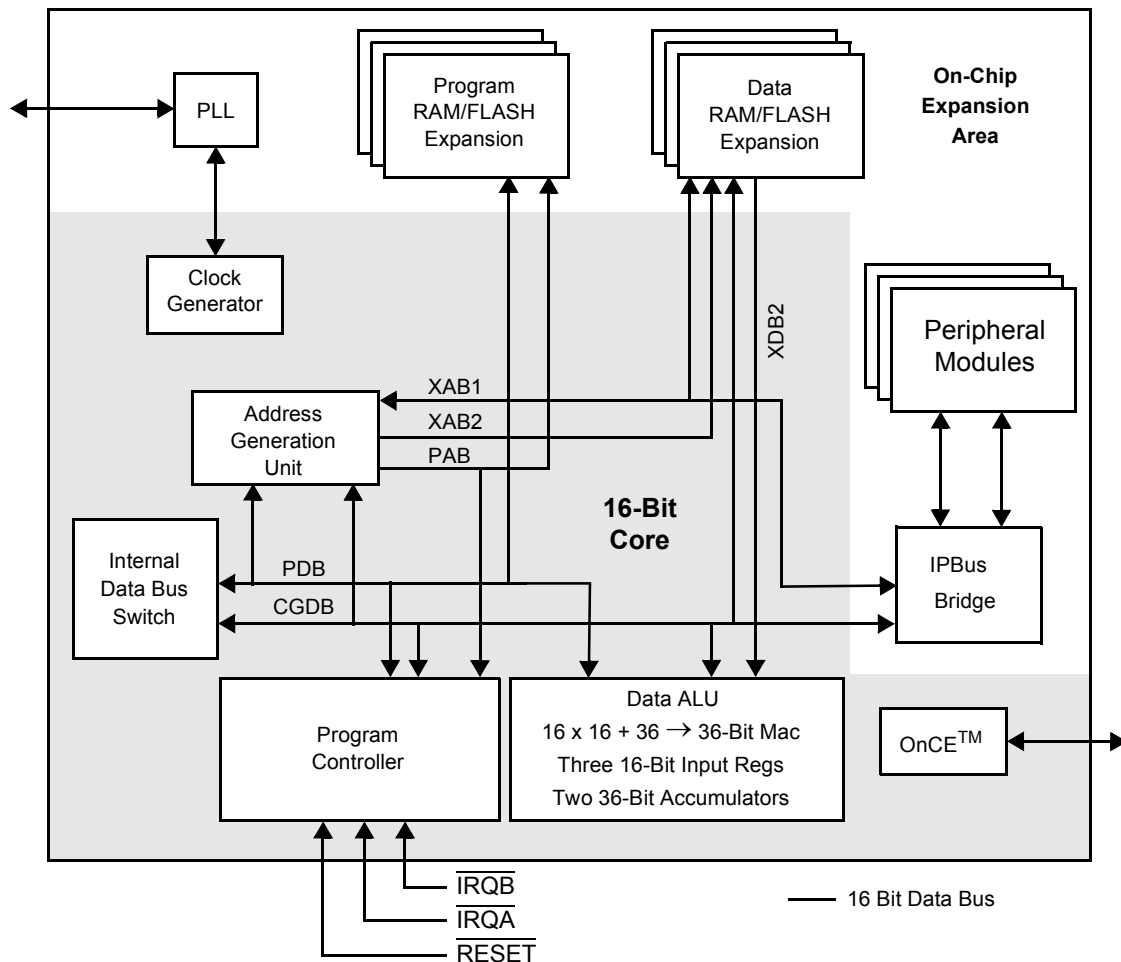 Program
RAM/FLASH
Expansion
Data
RAM/FLASH
Expansion
On-Chip
Expansion
Area
PLL
Clock
Generator
Peripheral
Modules
XDB2
XAB1
XAB2
PAB
Address
Generation
Unit
16-Bit
Core
Internal
Data Bus
Switch
PDB
CGDB
IPBus
Bridge
Program
Controller
Data ALU
16 x 16 + 36 → 36-Bit Mac
Three 16-Bit Input Regs
Two 36-Bit Accumulators
OnCE™
IRQB
IRQA
RESET
16 Bit Data Bus